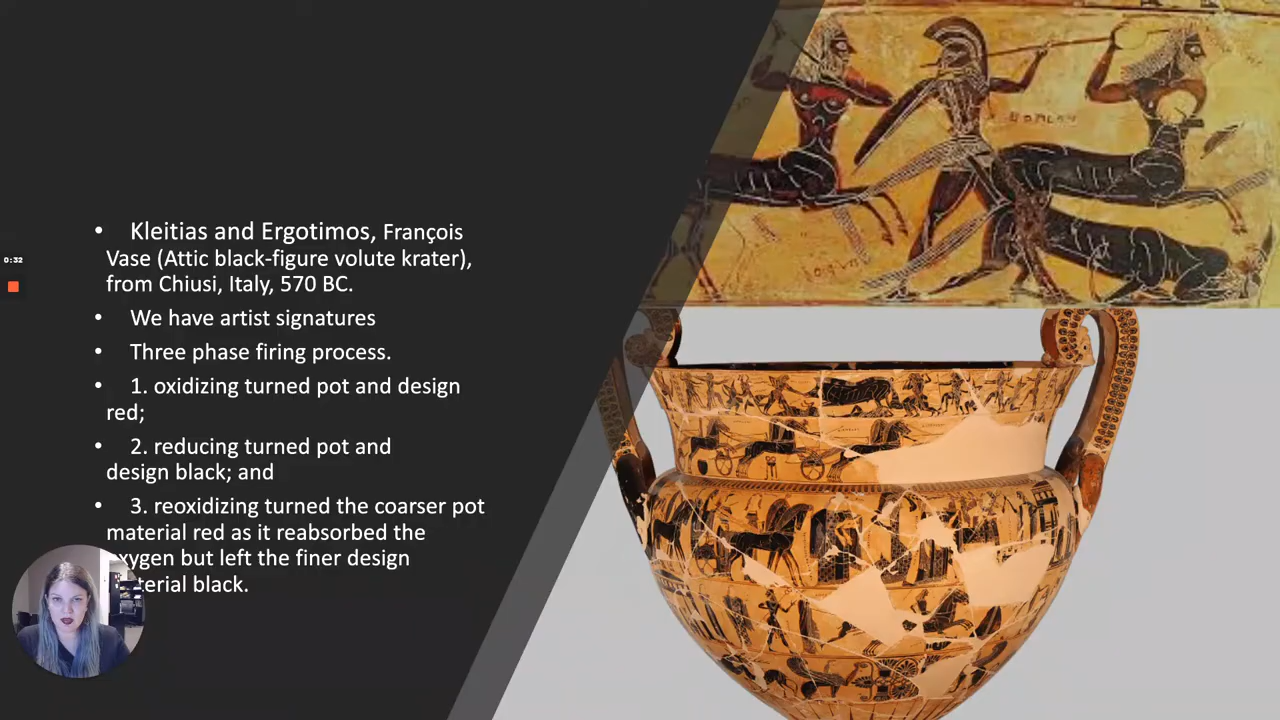 • Kleitias and Ergotimos, François
Vase (Attic black-figure volute krater),
from Chiusi, Italy, 570 BC.
• We have artist signatures
• Three phase firing process.
• 1. oxidizing turned pot and design
red;
• 2. reducing turned pot and
design black; and
• 3. reoxidizing turned the coarser pot
material red as it reabsorbed the
oxygen but left the finer design
material black.
0:32